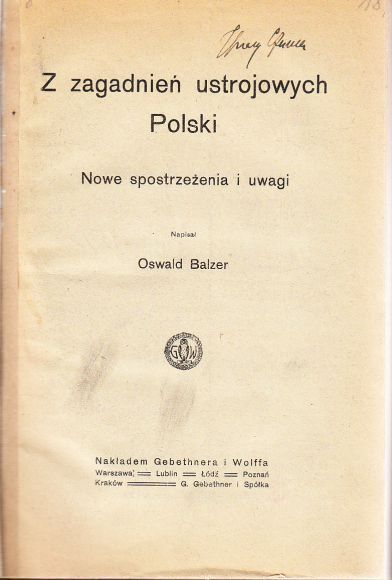 Z zagadnień ustrojowych
Polski
Nowe spostrzeżenia i uwagi
Napisał
Oswald Balzer
G W
Nakładem Gebethnera i Wolffa
Warszawa == Lublin == Łódź == Poznań
Kraków ===== G. Gebethner i Spółka